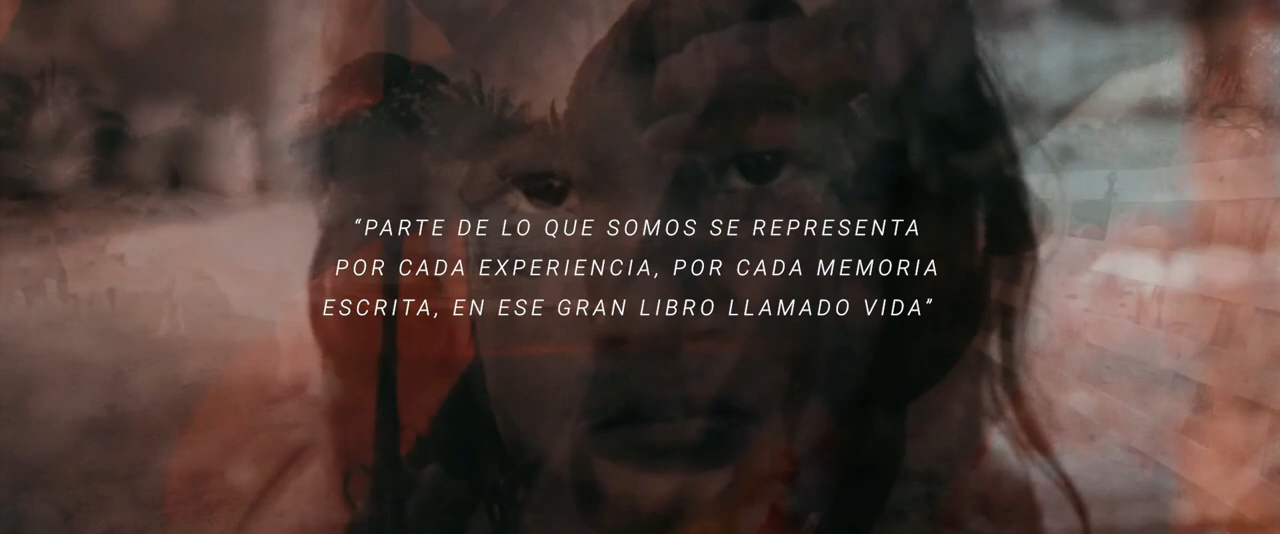 “PARTE DE LO QUE SOMOS SE REPRESENTA
POR CADA EXPERIENCIA, POR CADA MEMORIA
ESCRITA, EN ESE GRAN LIBRO LLAMADO VIDA”